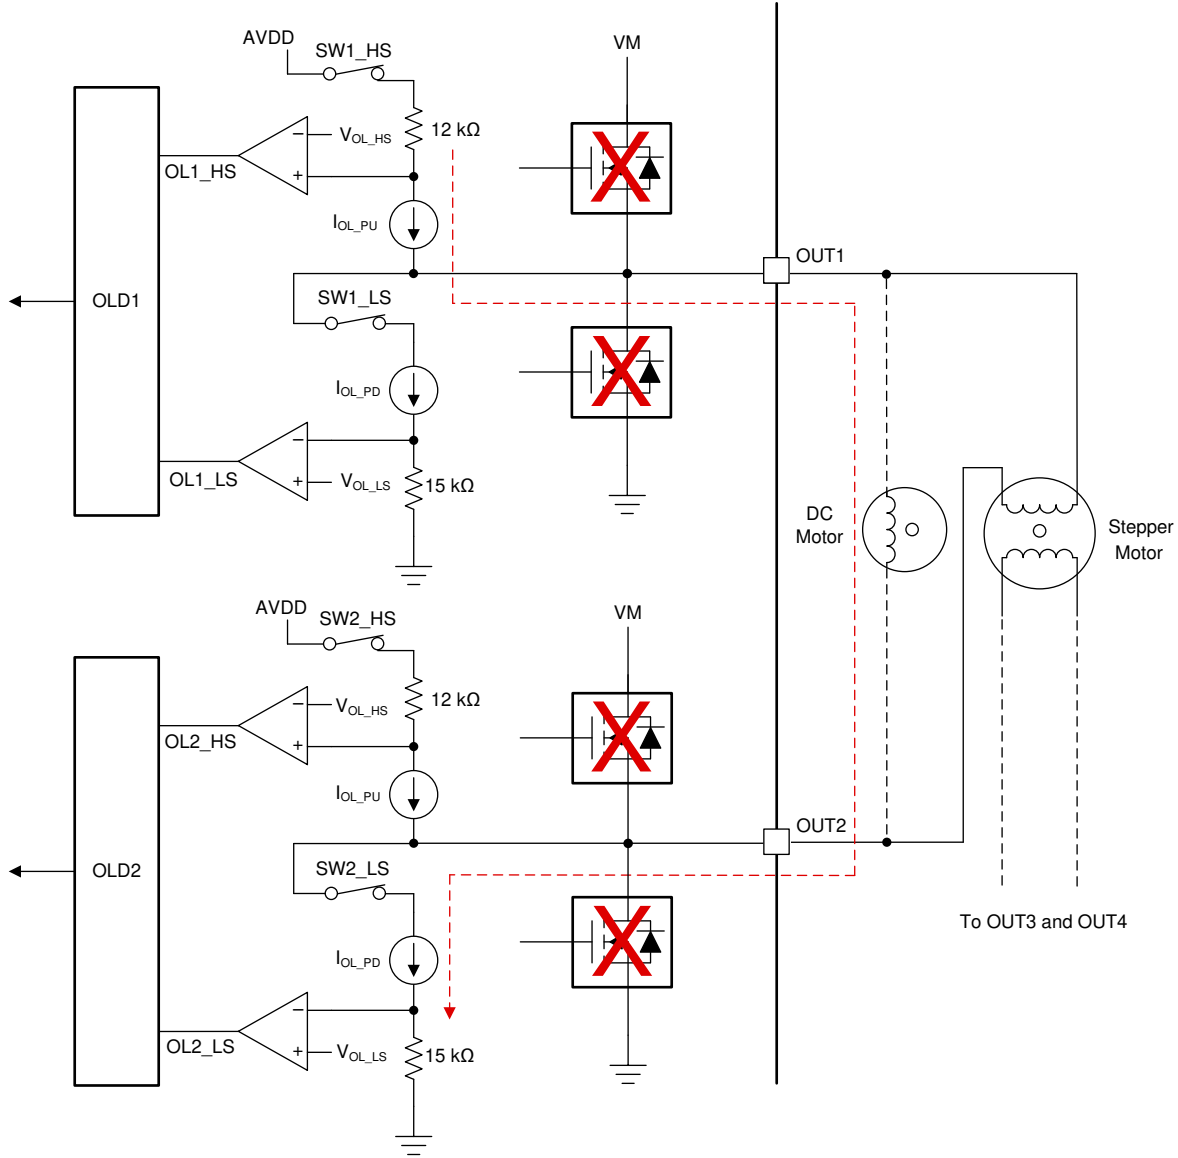 AVDD
SW1_HS
VM
12 kΩ
VOL_HS
−
+
OL1_HS
IOL_PU
OUT1
SW1_LS
OLD1
IOL_PD
−
+
OL1_LS
VOL_LS
15 kΩ
DC
Motor
Stepper
Motor
AVDD
SW2_HS
VM
12 kΩ
VOL_HS
−
+
OL2_HS
IOL_PU
OUT2
SW2_LS
OLD2
To OUT3 and OUT4
IOL_PD
−
+
OL2_LS
VOL_LS
15 kΩ